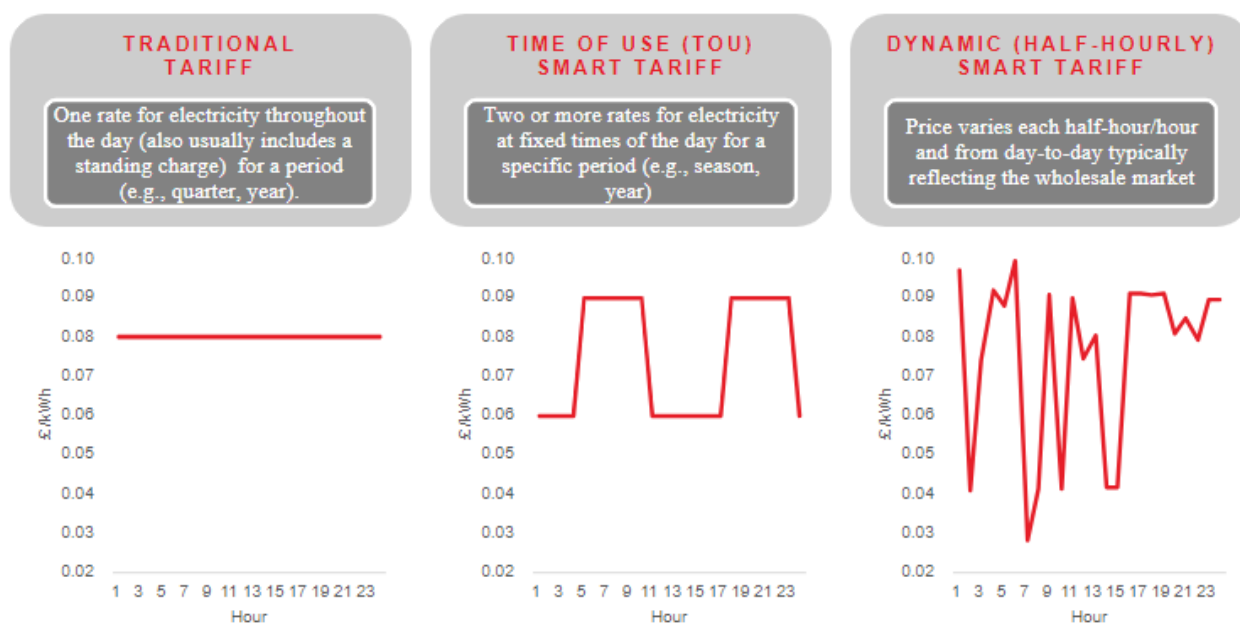 TRADITIONAL
TARIFF
One rate for electricity throughout
the day (also usually includes a
standing charge)  for a period
(e.g., quarter, year).
0.10
0.09
0.08
0.07
0.06
0.05
0.04
0.03
0.02
£/kWh
1 3 5 7 9 11 13 15 17 19 21 23
Hour
TIME OF USE (TOU)
SMART TARIFF
Two or more rates for electricity
at fixed times of the day for a
specific period (e.g., season,
year)
0.10
0.09
0.08
0.07
0.06
0.05
0.04
0.03
0.02
£/kWh
1 3 5 7 9 11 13 15 17 19 21 23
Hour
DYNAMIC (HALF-HOURLY)
SMART TARIFF
Price varies each half-hour/hour
and from day-to-day typically
reflecting the wholesale market
0.10
0.09
0.08
0.07
0.06
0.05
0.04
0.03
0.02
£/kWh
1 3 5 7 9 11 13 15 17 19 21 23
Hour